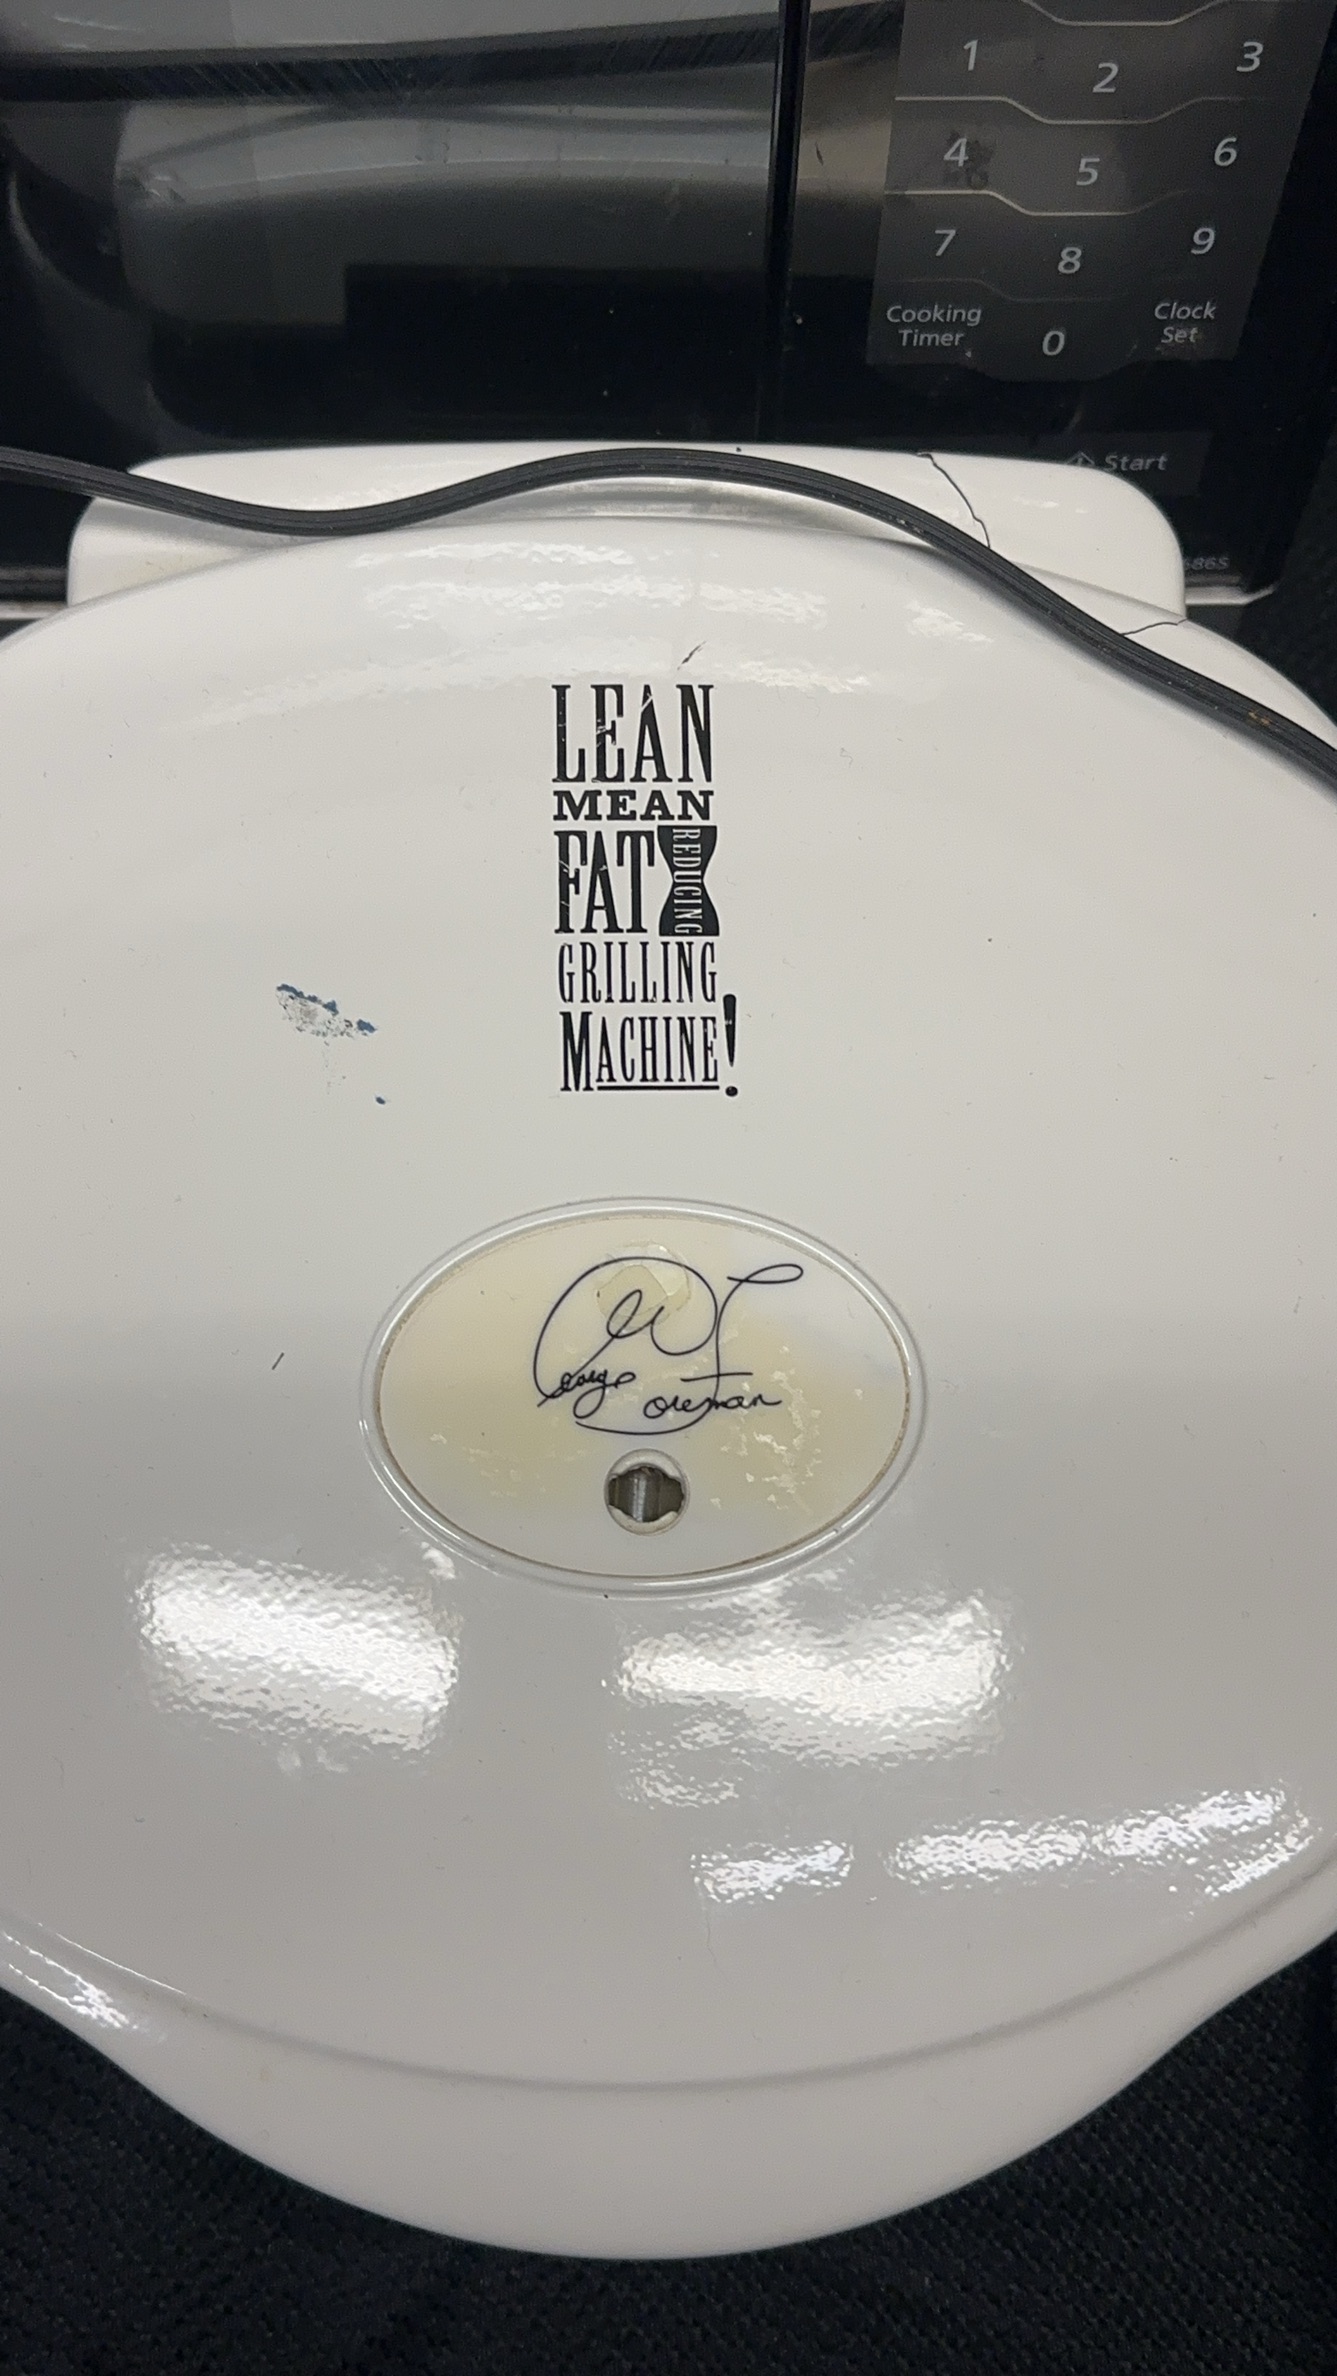 1 2 3
4 5 6
7 8 9
Cooking Timer 0 Clock Set
Start
686S
LEAN
MEAN
FAT REDUCING
GRILLING
MACHINE!
George Foreman